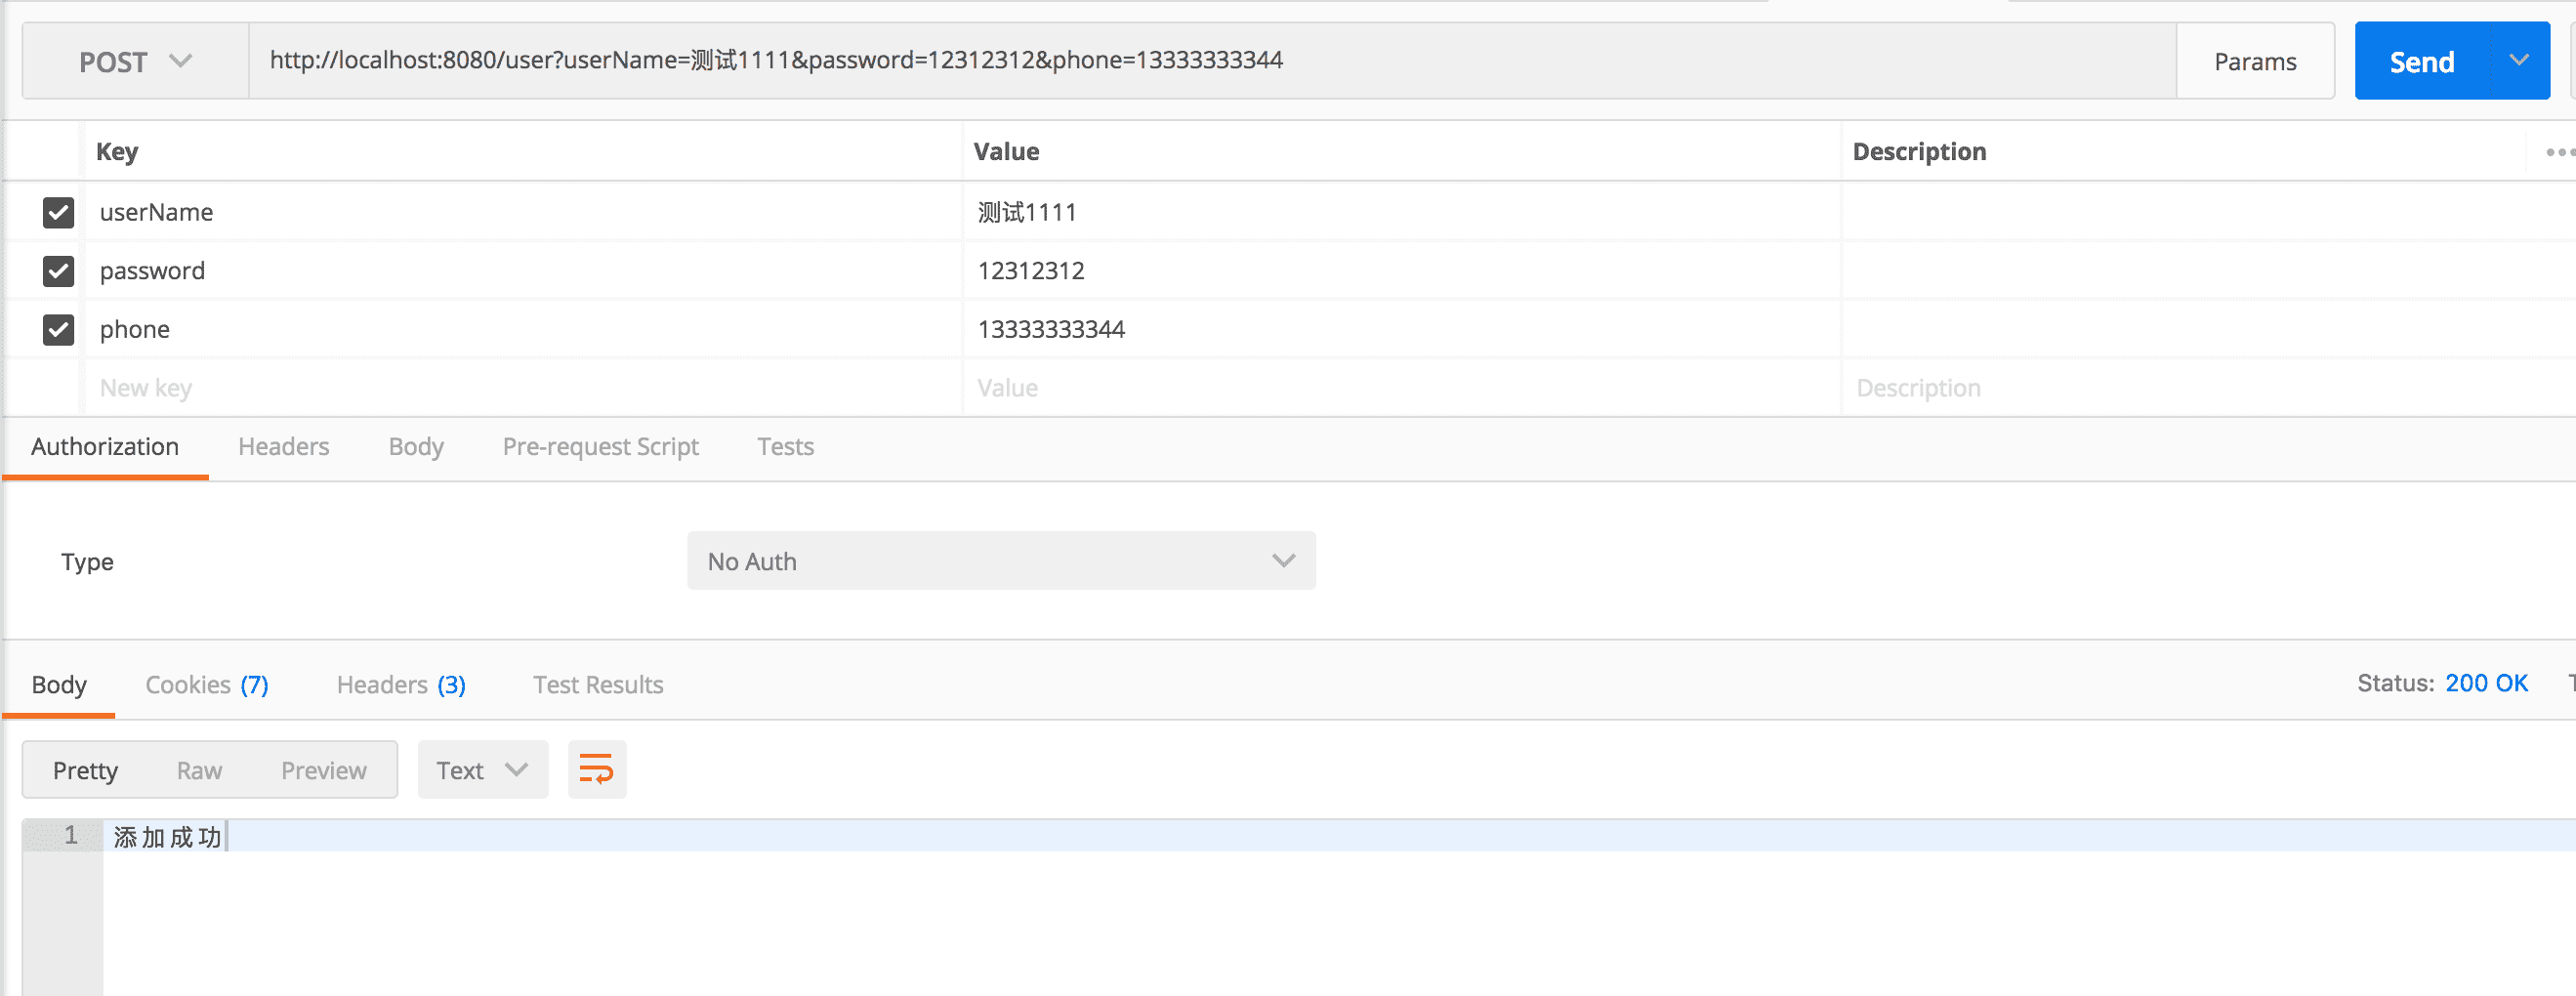 POST http://localhost:8080/user?userName=测试1111&password=12312312&phone=13333333344 Params Send
Key Value Description
userName 测试1111
password 12312312
phone 13333333344
New key Value Description
Authorization Headers Body Pre-request Script Tests
Type No Auth
Body Cookies (7) Headers (3) Test Results Status: 200 OK
Pretty Raw Preview Text
1 添加成功